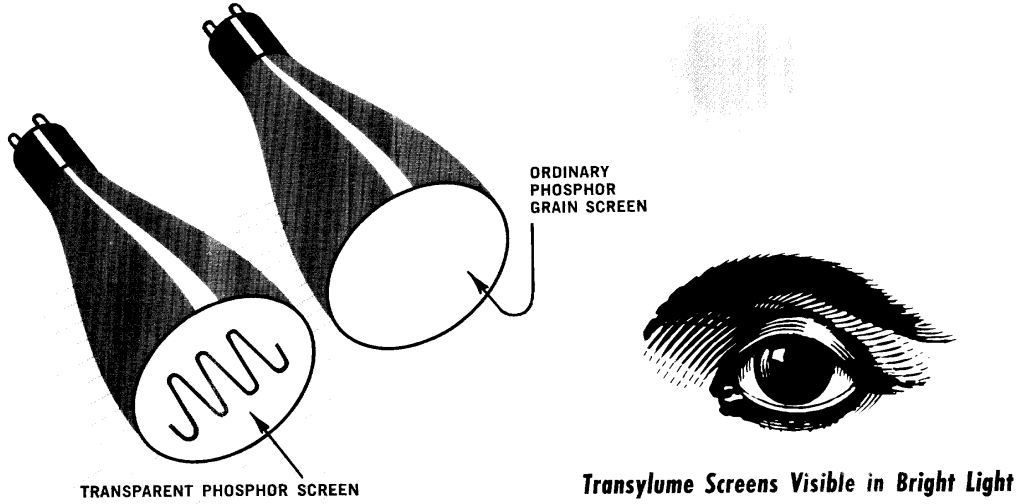 ORDINARY
PHOSPHOR
GRAIN SCREEN
TRANSPARENT PHOSPHOR SCREEN
Transylume Screens Visible in Bright Light